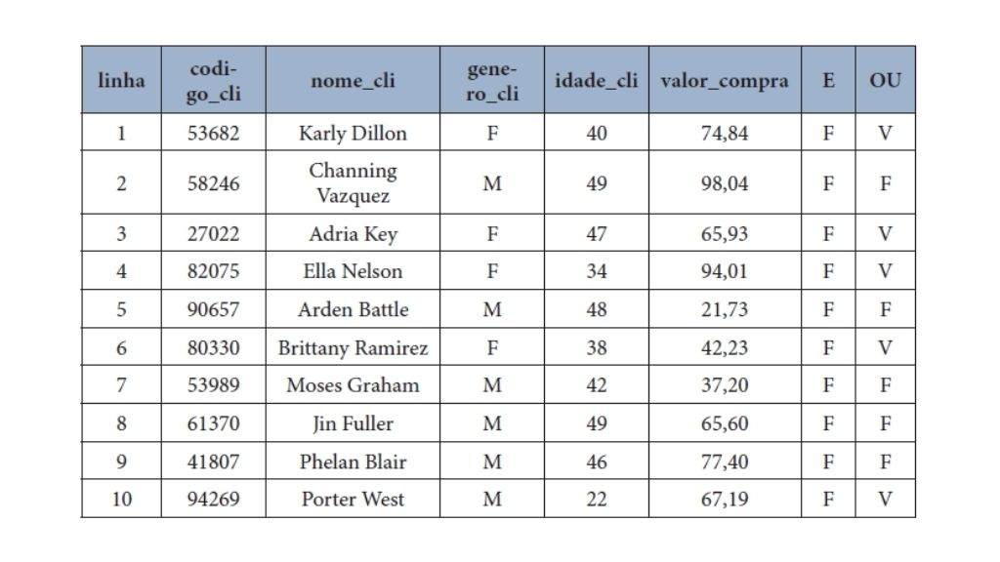 linha codi-go_cli nome_cli gene-ro_cli idade_cli valor_compra E OU
1 53682 Karly Dillon F 40 74,84 F V
2 58246 Channing Vazquez M 49 98,04 F F
3 27022 Adria Key F 47 65,93 F V
4 82075 Ella Nelson F 34 94,01 F V
5 90657 Arden Battle M 48 21,73 F F
6 80330 Brittany Ramirez F 38 42,23 F V
7 53989 Moses Graham M 42 37,20 F F
8 61370 Jin Fuller M 49 65,60 F F
9 41807 Phelan Blair M 46 77,40 F F
10 94269 Porter West M 22 67,19 F V